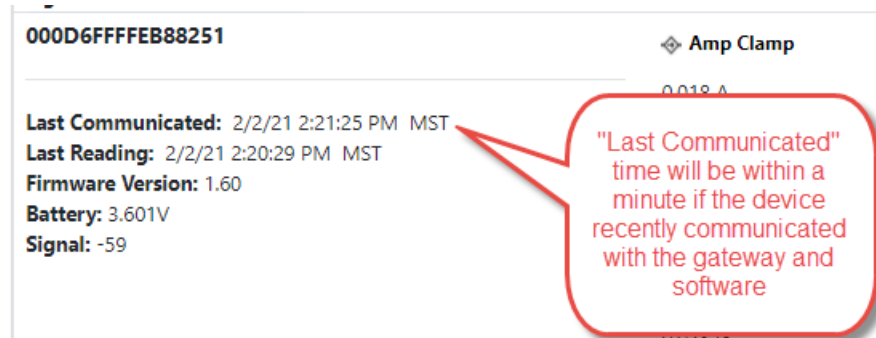 000D6FFFFEB88251
Amp Clamp
0.018 A
Last Communicated: 2/2/21 2:21:25 PM MST
Last Reading: 2/2/21 2:20:29 PM MST
Firmware Version: 1.60
Battery: 3.601V
Signal: -59
"Last Communicated"
time will be within a
minute if the device
recently communicated
with the gateway and
software